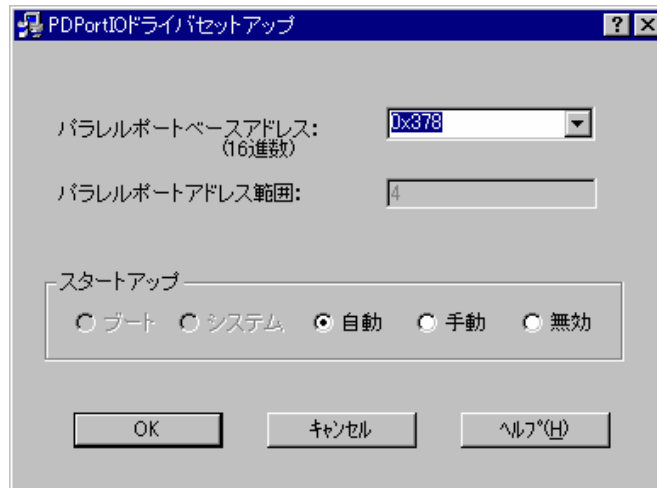 PDPortIOドライバセットアップ
パラレルポートベースアドレス:
(16進数)
0x378
パラレルポートアドレス範囲:
4
スタートアップ
ブート システム 自動 手動 無効
OK キャンセル ヘルプ(H)